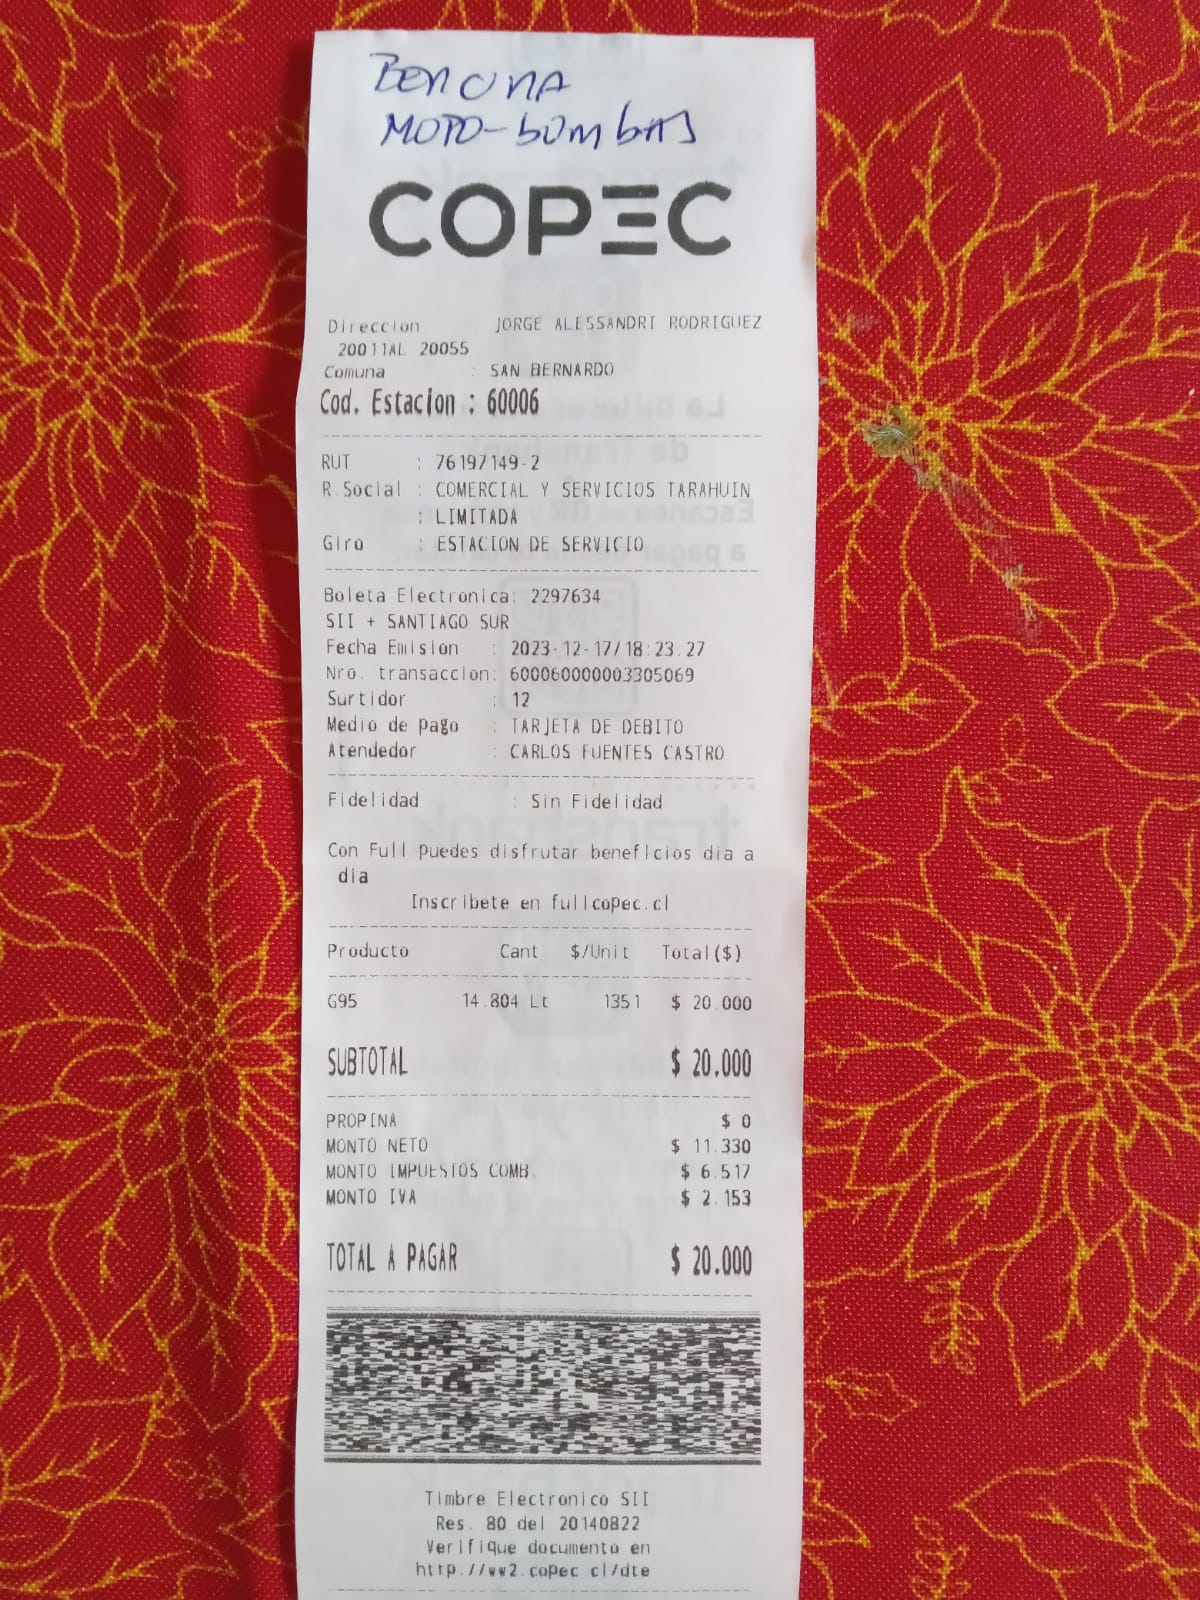 BENCINA
MOTO-bombas
COPEC
Direccion : JORGE ALESSANDRI RODRIGUEZ
20011AL 20055
Comuna : SAN BERNARDO
Cod. Estacion : 60006
RUT : 76197149-2
R.Social : COMERCIAL Y SERVICIOS TARAHUIN
: LIMITADA
Giro : ESTACION DE SERVICIO
Boleta Electronica: 2297634
SII + SANTIAGO SUR
Fecha Emision : 2023-12-17/18:23.27
Nro. transaccion: 600060000003305069
Surtidor : 12
Medio de pago : TARJETA DE DEBITO
Atendedor : CARLOS FUENTES CASTRO
Fidelidad : Sin Fidelidad
Con Full puedes disfrutar beneficios dia a
dia
Inscribete en fullcopec.cl
Producto Cant $/Unit Total($)
G95 14.804 Lt 1351 $ 20.000
SUBTOTAL $ 20.000
PROPINA $ 0
MONTO NETO $ 11.330
MONTO IMPUESTOS COMB. $ 6.517
MONTO IVA $ 2.153
TOTAL A PAGAR $ 20.000
Timbre Electronico SII
Res. 80 del 20140822
Verifique documento en
http://ww2.copec.cl/dte